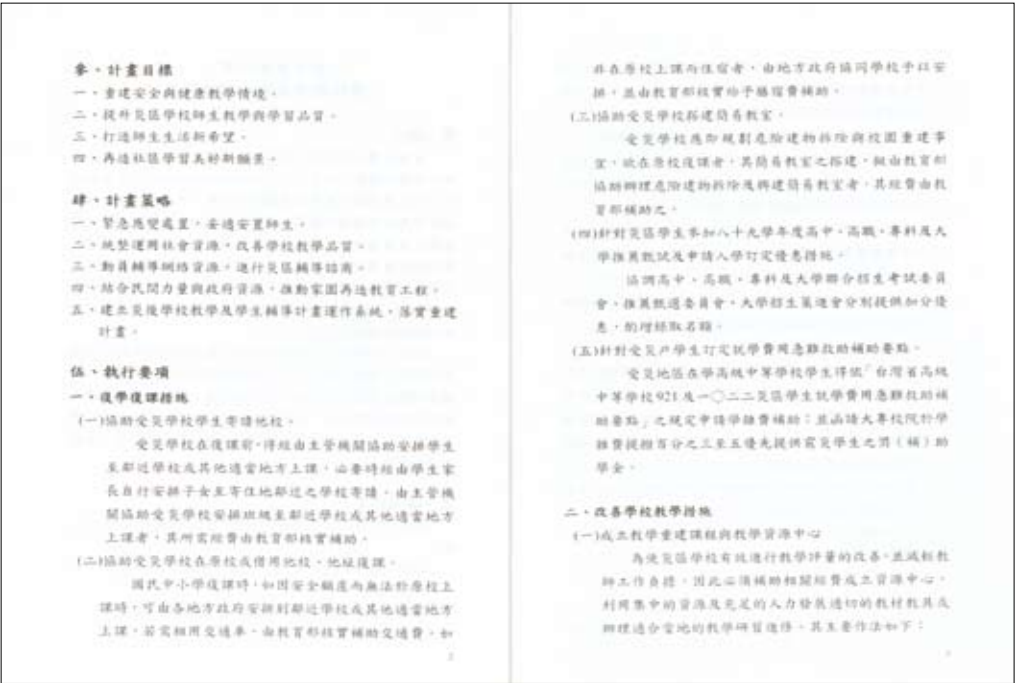 參、計畫目標
一、重建安全與健康教學情境。
二、提升災區學校師生教學與學習品質。
三、打造師生生活新希望。
四、再造社區學習美好新願景。
肆、計畫策略
一、緊急應變處置，妥適安置師生。
二、統整運用社會資源，改善學校教學品質。
三、動員輔導網絡資源，進行災區輔導諮商。
四、結合民間力量與政府資源，推動家園再造教育工程。
五、建立災後學校教學及學生輔導計畫運作系統，落實重建
計畫。
伍、執行要項
一、復學復課措施
(一)協助受災學校學生寄讀他校。
受災學校在復課前，得經由主管機關協助安排學生
至鄰近學校或其他適當地方上課，必要時經由學生家
長自行安排子女至寄住地鄰近之學校寄讀。由主管機
關協助受災學校安排班級至鄰近學校或其他適當地方
上課者，其所需經費由教育部核實補助。
(二)協助受災學校在原校或借用他校、他址復課。
國民中小學復課時，如因安全顧慮而無法於原校上
課時，可由各地方政府安排到鄰近學校或其他適當地方
上課，若需租用交通車，由教育部核實補助交通費，如
2
非在原校上課而住宿者，由地方政府協同學校予以安
排，並由教育部核實給予膳宿費補助。
(三)協助受災學校搭建簡易教室。
受災學校應即規劃危險建物拆除與校園重建事
宜，欲在原校復課者，其簡易教室之搭建，擬由教育部
協助辦理危險建物拆除及興建簡易教室者，其經費由教
育部補助之。
(四)針對災區學生參加八十九學年度高中、高職、專科及大
學推薦甄試及申請入學訂定優惠措施。
協調高中、高職、專科及大學聯合招生考試委員
會、推薦甄選委員會、大學招生策進會分別提供加分優
惠，酌增錄取名額。
(五)針對受災戶學生訂定就學費用急難救助補助要點。
受災地區在學高級中等學校學生得依「台灣省高級
中等學校921及一〇二二災區學生就學費用急難救助補
助要點」之規定申請學雜費補助；並函請大專校院於學
雜費提撥百分之三至五優先提供震災學生之獎（補）助
學金。
二、改善學校教學措施
(一)成立教學重建課程與教學資源中心
為使災區學校有效進行教學評量的改善，並減輕教
師工作負擔，因此必須補助相關經費成立資源中心，
利用集中的資源及充足的人力發展適切的教材教具或
辦理適合當地的教學研習進修。其主要作法如下：